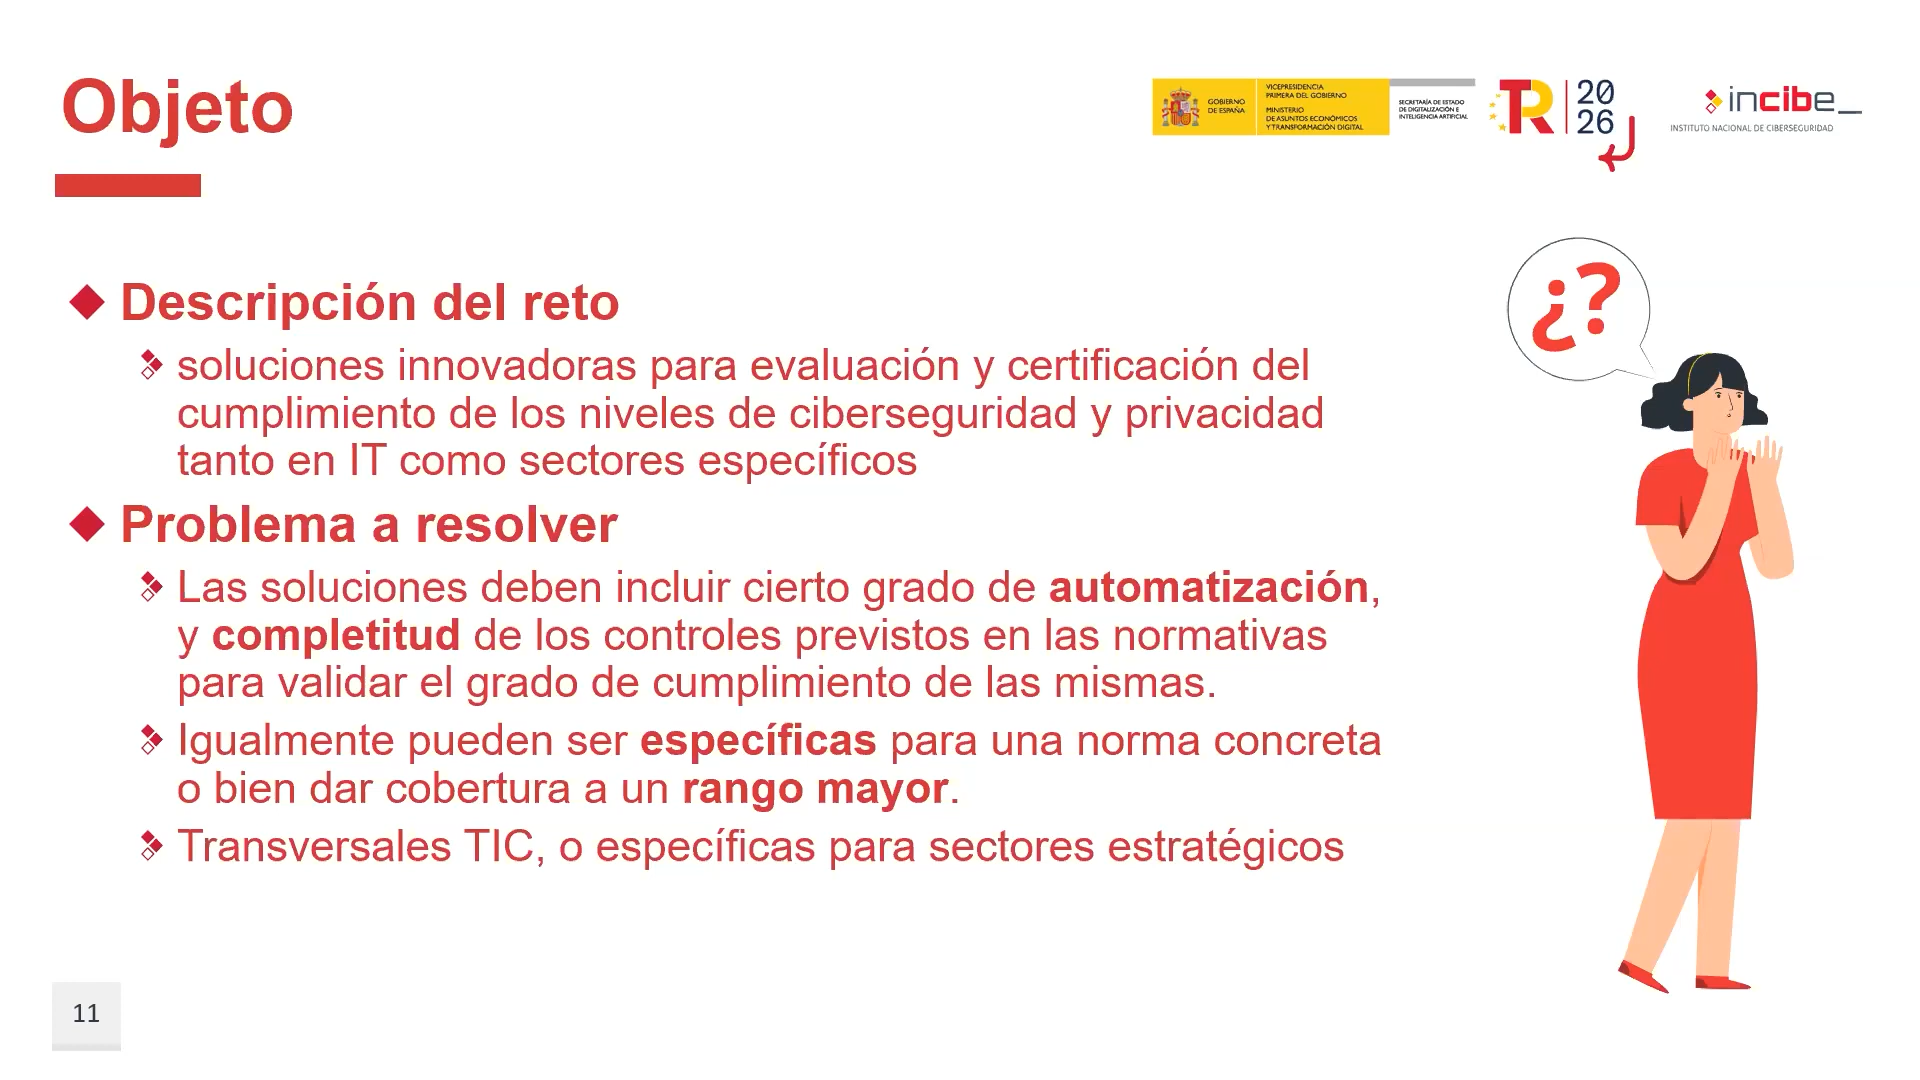 Objeto
GOBIERNO
DE ESPAÑA
VICEPRESIDENCIA
PRIMERA DEL GOBIERNO
MINISTERIO
DE ASUNTOS ECONÓMICOS
Y TRANSFORMACIÓN DIGITAL
SECRETARÍA DE ESTADO
DE DIGITALIZACIÓN E
INTELIGENCIA ARTIFICIAL
TR
20
26
incibe_
INSTITUTO NACIONAL DE CIBERSEGURIDAD
¿?
Descripción del reto
soluciones innovadoras para evaluación y certificación del
cumplimiento de los niveles de ciberseguridad y privacidad
tanto en IT como sectores específicos
Problema a resolver
Las soluciones deben incluir cierto grado de automatización,
y completitud de los controles previstos en las normativas
para validar el grado de cumplimiento de las mismas.
Igualmente pueden ser específicas para una norma concreta
o bien dar cobertura a un rango mayor.
Transversales TIC, o específicas para sectores estratégicos
11